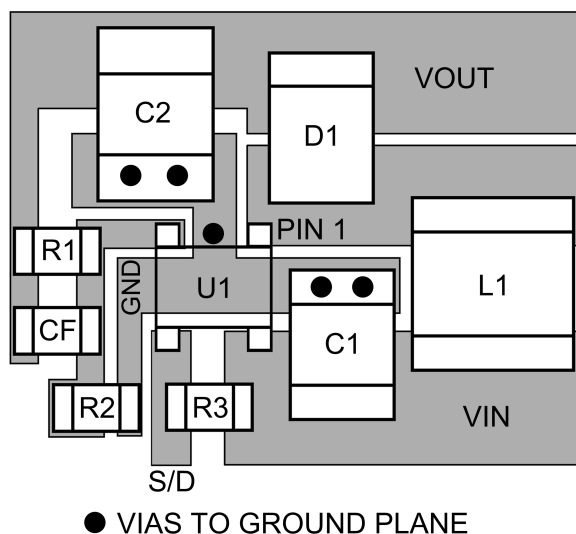 VOUT
C2
D1
PIN 1
R1
GND
U1
L1
CF
C1
R2
R3
VIN
S/D
VIAS TO GROUND PLANE